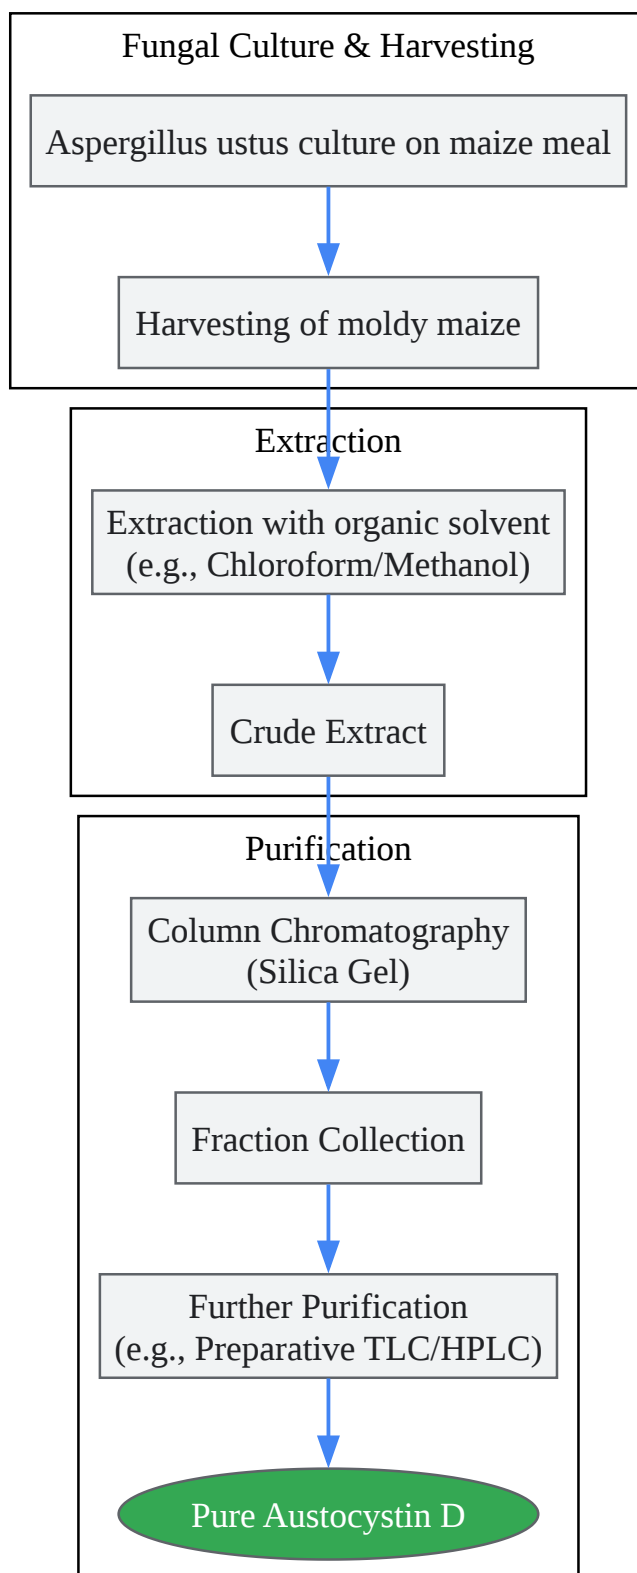 Fungal Culture & Harvesting
Aspergillus ustus culture on maize meal
Harvesting of moldy maize
Extraction
Extraction with organic solvent
(e.g., Chloroform/Methanol)
Crude Extract
Purification
Column Chromatography
(Silica Gel)
Fraction Collection
Further Purification
(e.g., Preparative TLC/HPLC)
Pure Austocystin D